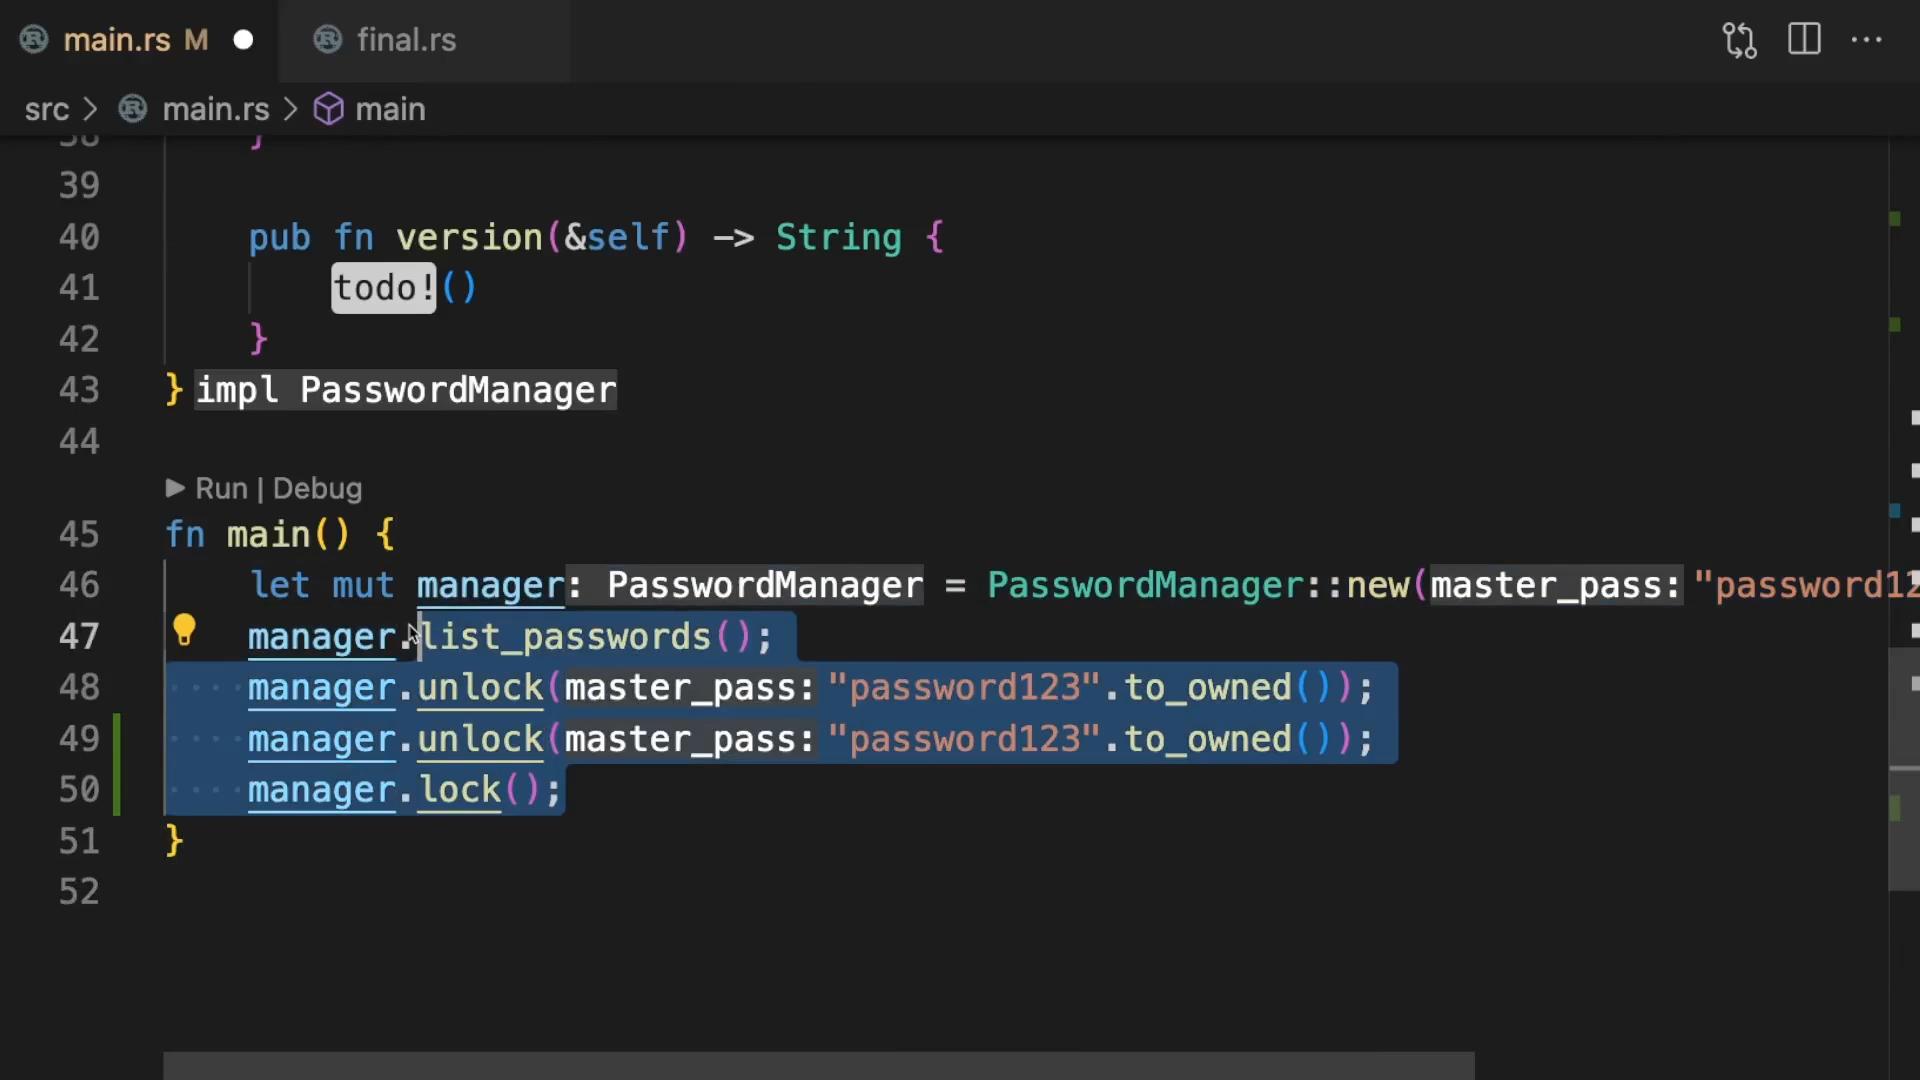 main.rs M
final.rs
src > main.rs > main
38 }
39
40 pub fn version(&self) -> String {
41 todo!()
42 }
43 } impl PasswordManager
44
Run | Debug
45 fn main() {
46 let mut manager: PasswordManager = PasswordManager::new(master_pass: "password12
47 manager.list_passwords();
48 manager.unlock(master_pass: "password123".to_owned());
49 manager.unlock(master_pass: "password123".to_owned());
50 manager.lock();
51 }
52